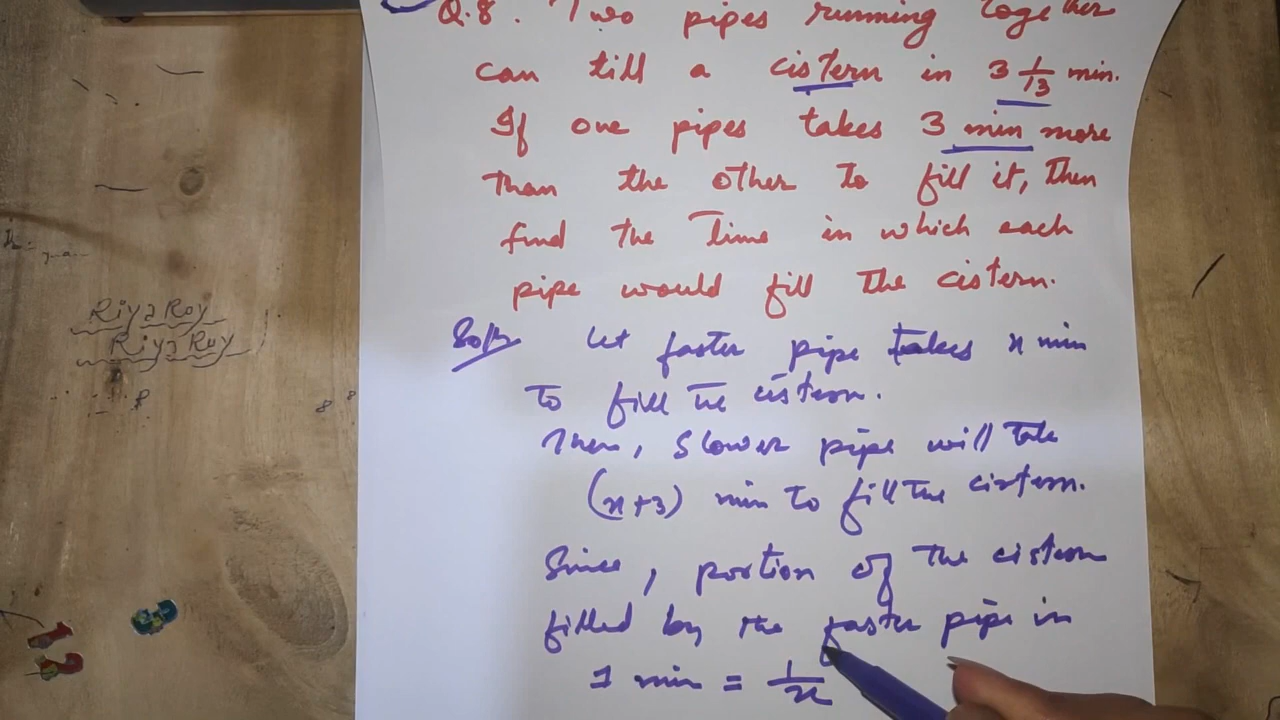 Q.8. Two pipes running together
can till a cistern in 3 1/13 min.
If one pipes takes 3 min more
than the other to fill it, then
find the Time in which each
pipe would fill the cistern.
Soln Let faster pipe takes x min
To fill the cistern.
Then, Slower pipe will take
(x+3) min to fill the cistern.
Since, portion of the cistern
filled by the faster pipe in
1 min = 1/x
Riya Roy
Riya Roy